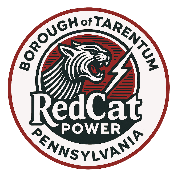 BOROUGH of TARENTUM
RedCat
POWER
PENNSYLVANIA